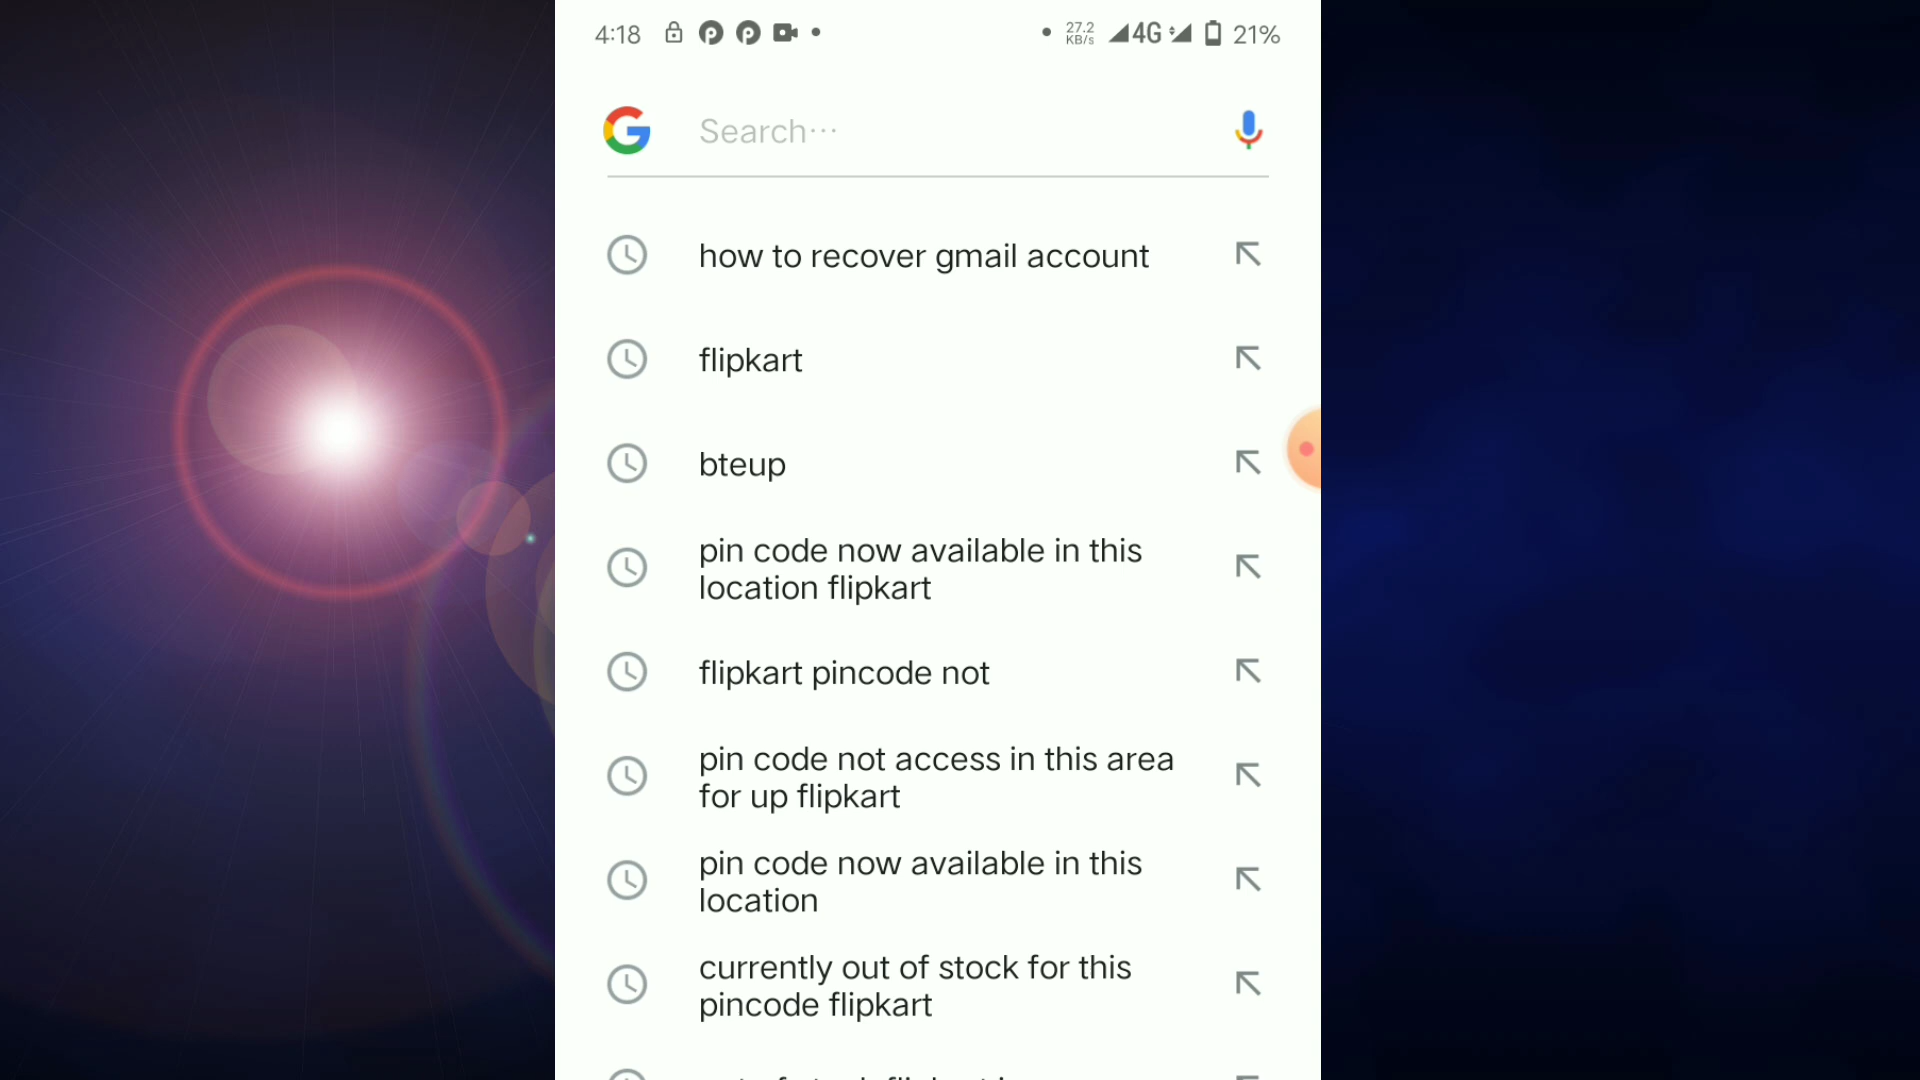 4:18 27.2 KB/s 4G 21%
Search...
how to recover gmail account
flipkart
bteup
pin code now available in this
location flipkart
flipkart pincode not
pin code not access in this area
for up flipkart
pin code now available in this
location
currently out of stock for this
pincode flipkart